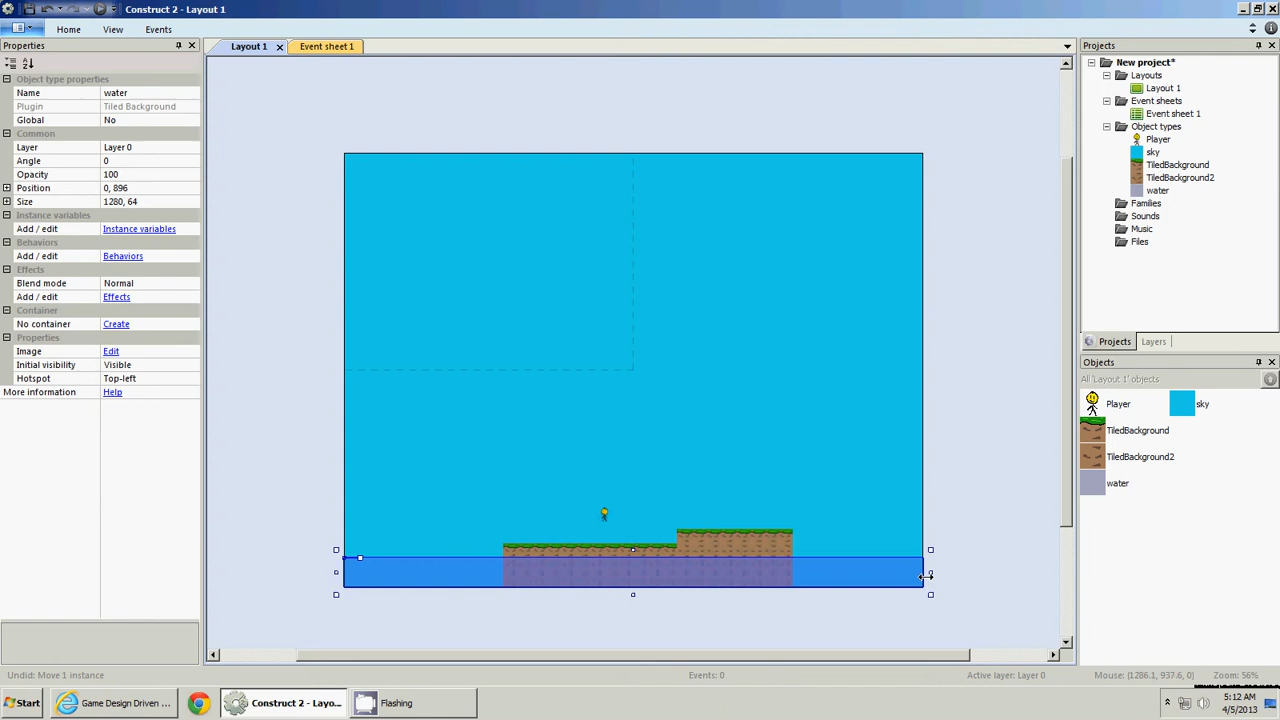 Construct 2 - Layout 1
Home View Events
Properties
Object type properties
Name water
Plugin Tiled Background
Global No
Common
Layer Layer 0
Angle 0
Opacity 100
Position 0, 896
Size 1280, 64
Instance variables
Add / edit Instance variables
Behaviors
Add / edit Behaviors
Effects
Blend mode Normal
Add / edit Effects
Container
No container Create
Properties
Image Edit
Initial visibility Visible
Hotspot Top-left
More information Help
Layout 1 Event sheet 1
Projects
New project*
Layouts
Layout 1
Event sheets
Event sheet 1
Object types
Player
sky
TiledBackground
TiledBackground2
water
Families
Sounds
Music
Files
Projects Layers
Objects
All 'Layout 1' objects
Player sky
TiledBackground
TiledBackground2
water
Undid: Move 1 instance Events: 0 Active layer: Layer 0 Mouse: (1286.1, 937.6, 0) Zoom: 56%
Start Game Design Driven ... Construct 2 - Layo... Flashing 5:12 AM
4/5/2013